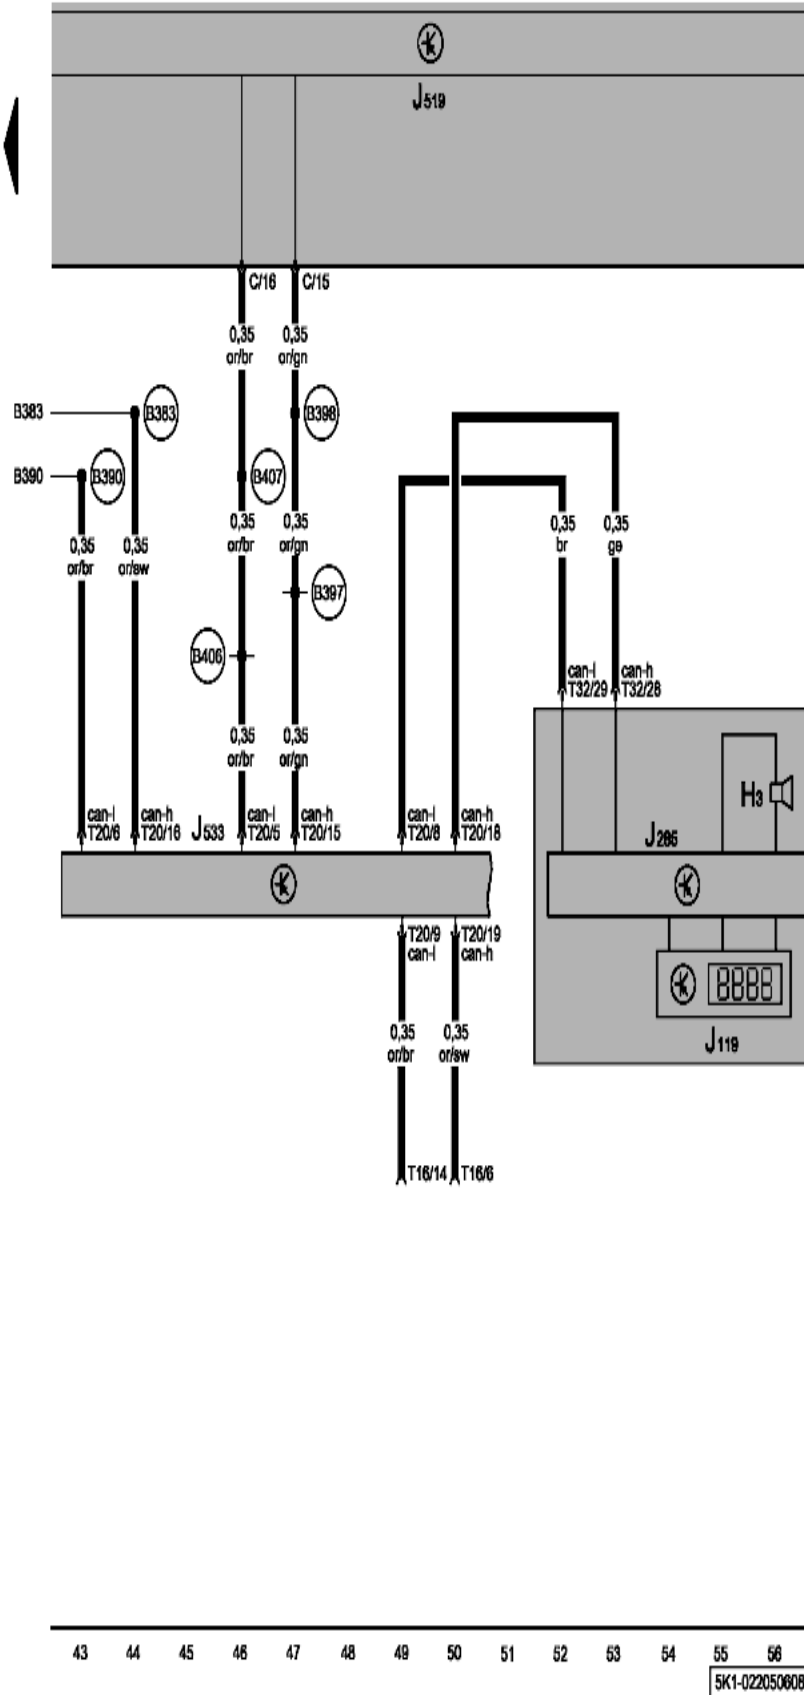 J519
C/16 C/15
0,35 0,35
or/br or/gn
B383 B383 B398
B390 B390 B407
0,35 0,35 0,35 0,35 0,35 0,35
or/br or/sw or/br or/gn br ge
B397
B406
can-l can-h
T32/29 T32/28
0,35 0,35
or/br or/gn
H3
can-l can-h J533 can-l can-h can-l can-h
T20/6 T20/16 T20/5 T20/15 T20/8 T20/18
J285
T20/9 T20/19
can-l can-h
8888
0,35 0,35
or/br or/sw
J119
T16/14 T16/6
43 44 45 46 47 48 49 50 51 52 53 54 55 56
5K1-022050608